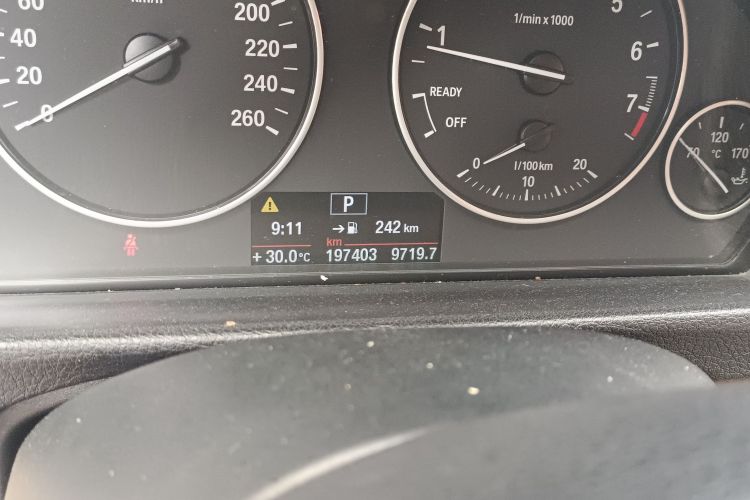 60
40
20
0
km/h
200
220
240
260
1/min x 1000
1
5
6
7
READY
OFF
0
10
20
l/100km
70
120
°C
170
P
9:11
➔ 242 km
km
+ 30.0 °C 197403 9719.7